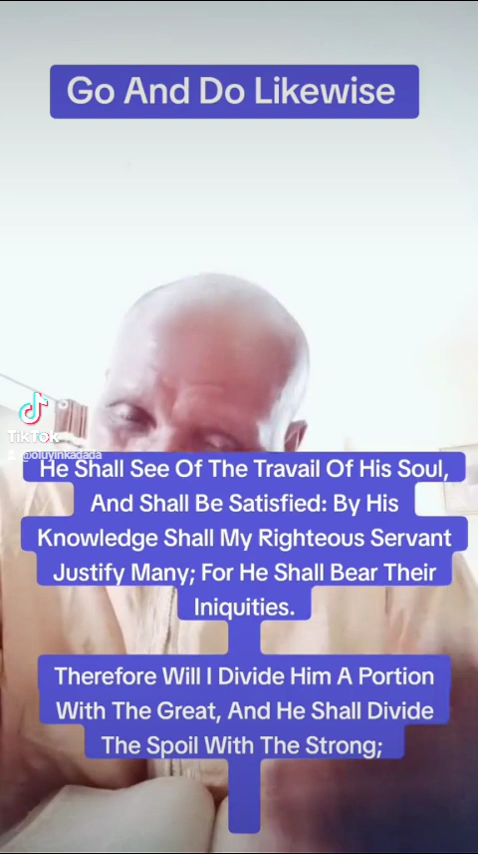 Go And Do Likewise
TikTok
@oluyinkadada
He Shall See Of The Travail Of His Soul,
And Shall Be Satisfied: By His
Knowledge Shall My Righteous Servant
Justify Many; For He Shall Bear Their
Iniquities.
Therefore Will I Divide Him A Portion
With The Great, And He Shall Divide
The Spoil With The Strong;